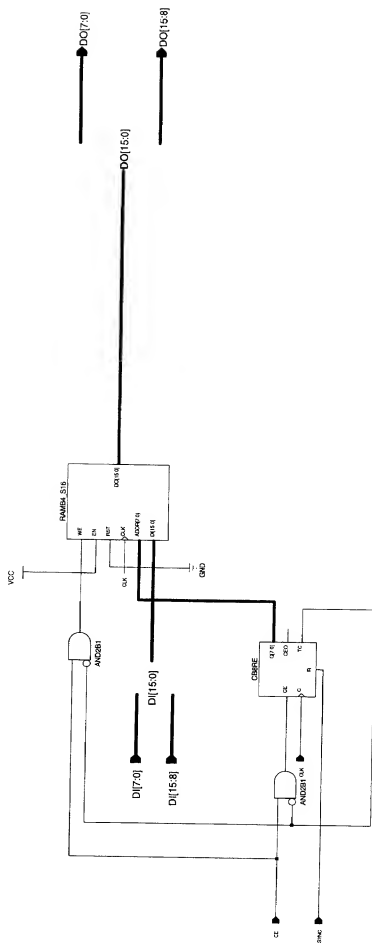 DO[7:0]
DO[15:8]
DO[15:0]
RAMB4_S16
WE
EN
RST
CLK
ADDR[7:0]
DI[15:0]
DO[15:0]
VCC
GND
CLK
AND2B1
DI[15:0]
DI[7:0]
DI[15:8]
CB8RE
Q[7:0]
CEO
TC
CE
C
R
AND2B1
CLK
CE
SYNC